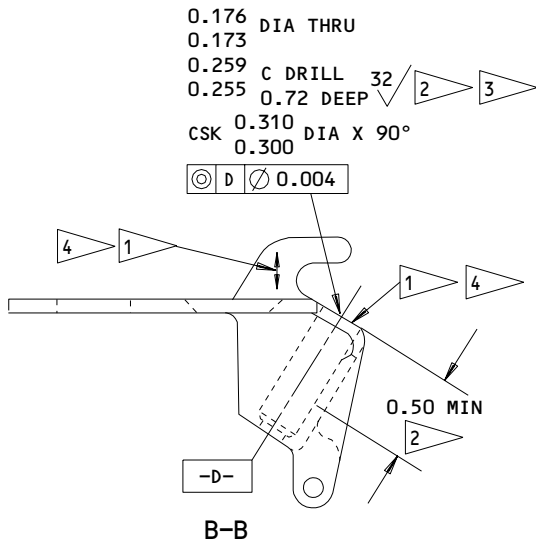 0.176
0.173 DIA THRU
0.259
0.255 C DRILL
0.72 DEEP 32 2 3
CSK 0.310
0.300 DIA X 90°
◎ D ∅ 0.004
4 1
1 4
0.50 MIN
2
-D-
B-B